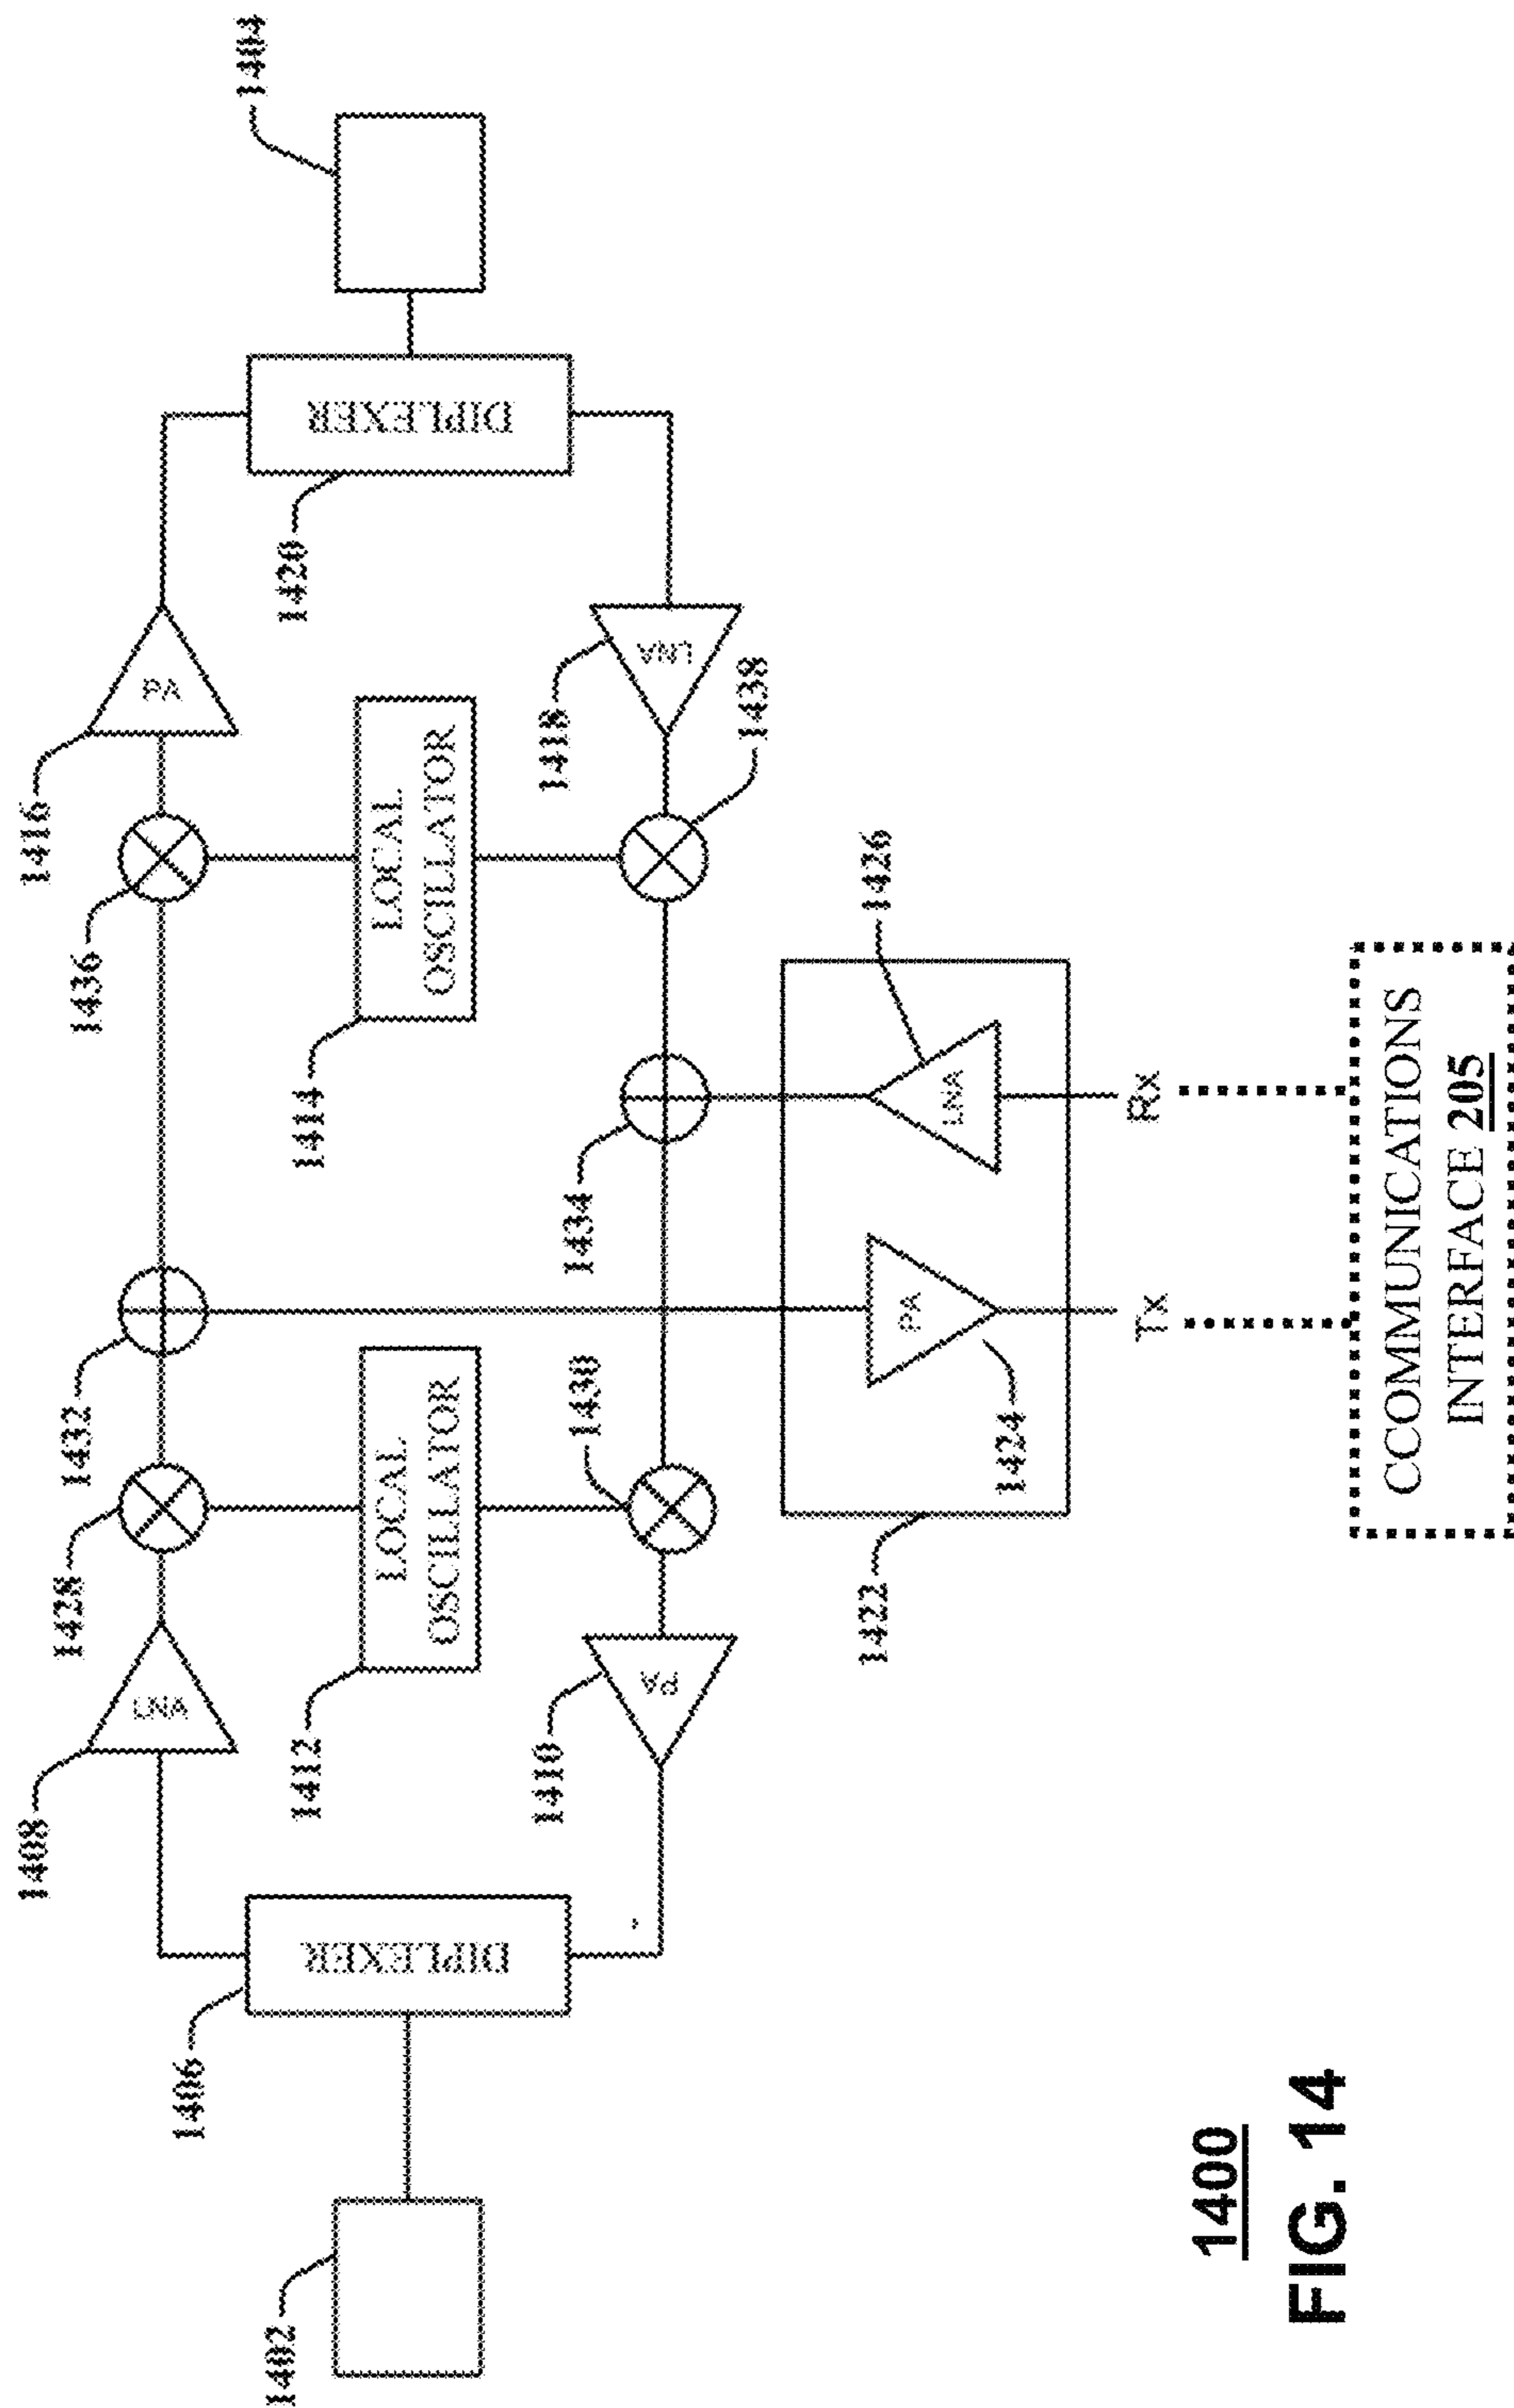 1404
1416
PA
1436
DIPLEXER
1420
LNA
1418
1438
LOCAL
OSCILLATOR
1414
1426
LNA
Rx
1434
1432
PA
1424
Tx
1422
CCOMMUNICATIONS
INTERFACE 205
1428
LOCAL
OSCILLATOR
1430
1412
LNA
1408
PA
1410
DIPLEXER
1406
1402
1400
FIG. 14